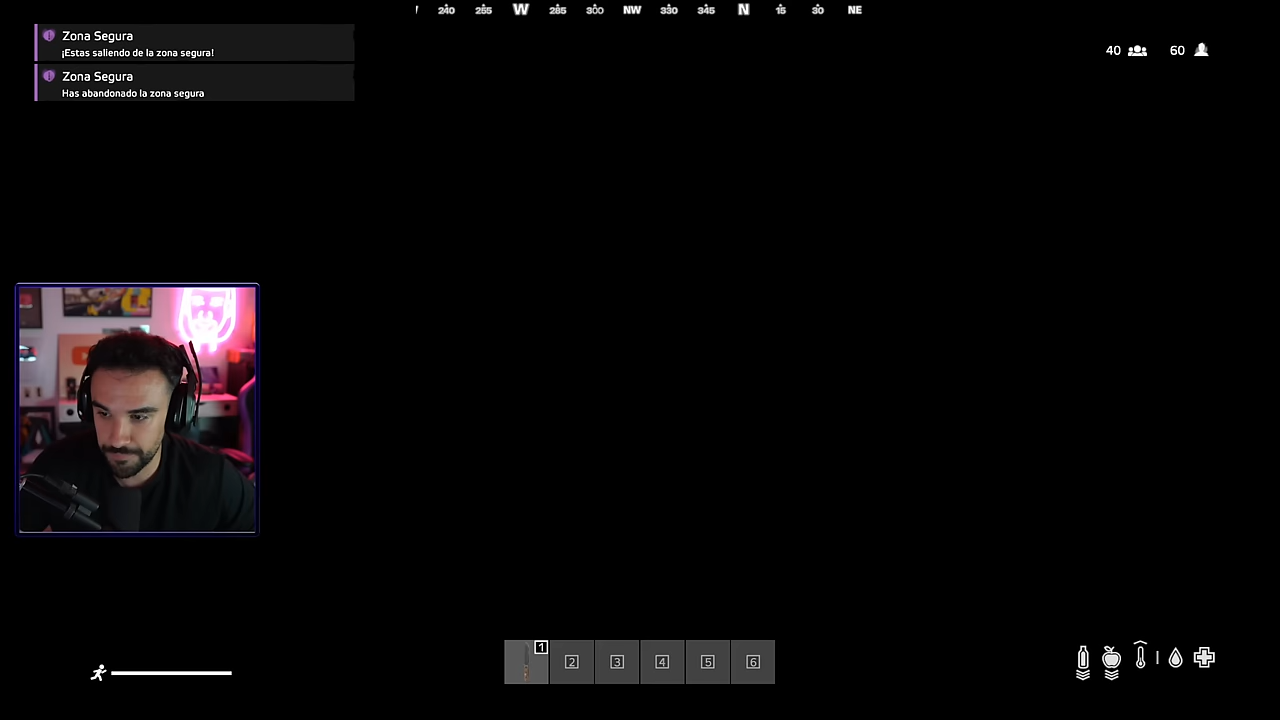 240 255 W 285 300 NW 330 345 N 15 30 NE
Zona Segura
¡Estas saliendo de la zona segura!
Zona Segura
Has abandonado la zona segura
40 60
1 2 3 4 5 6